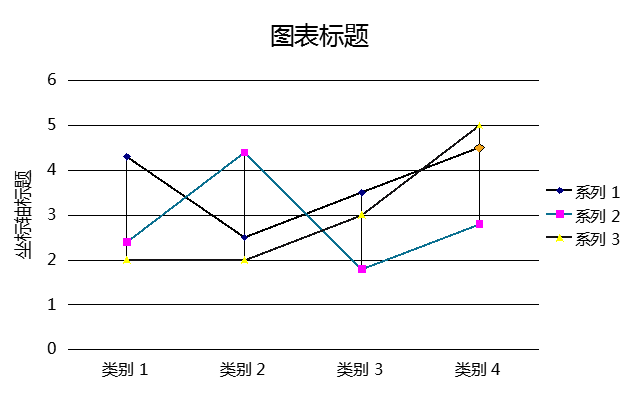 图表标题
6
5
4
3
2
1
0
坐标轴标题
类别 1
类别 2
类别 3
类别 4
系列 1
系列 2
系列 3